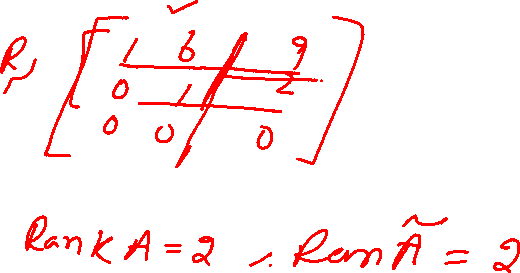 R, [ 1 6 | 9
0 1 | 2
0 0 | 0 ]
Rank A = 2 . Ran Ã = 2